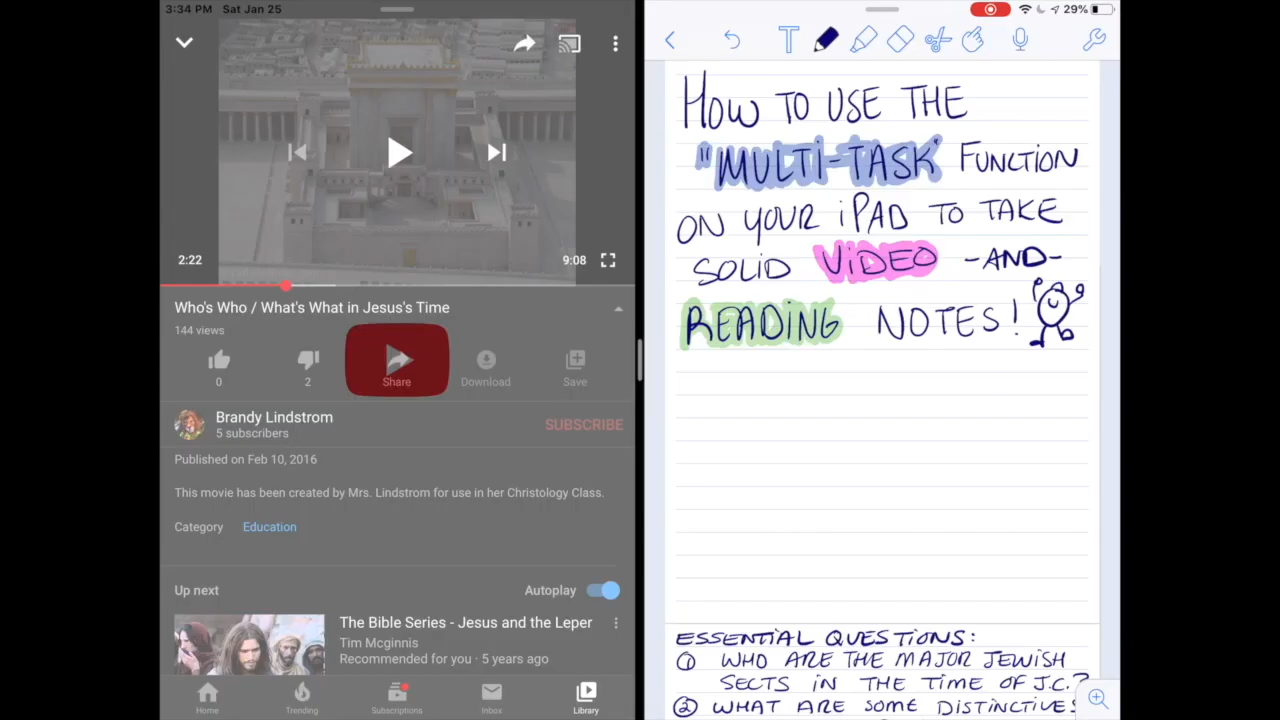 3:34 PM Sat Jan 25
29%
2:22
9:08
Who's Who / What's What in Jesus's Time
144 views
0
2
Share
Download
Save
Brandy Lindstrom
5 subscribers
SUBSCRIBE
Published on Feb 10, 2016
This movie has been created by Mrs. Lindstrom for use in her Christology Class.
Category Education
Up next
Autoplay
The Bible Series - Jesus and the Leper
Tim Mcginnis
Recommended for you · 5 years ago
Home
Trending
Subscriptions
Inbox
Library
T
HOW TO USE THE
"MULTI-TASK" FUNCTION
ON YOUR iPAD TO TAKE
SOLID VIDEO -AND-
READING NOTES!
ESSENTIAL QUESTIONS:
① WHO ARE THE MAJOR JEWISH
SECTS IN THE TIME OF J.C.?
② WHAT ARE SOME DISTINCTIVES